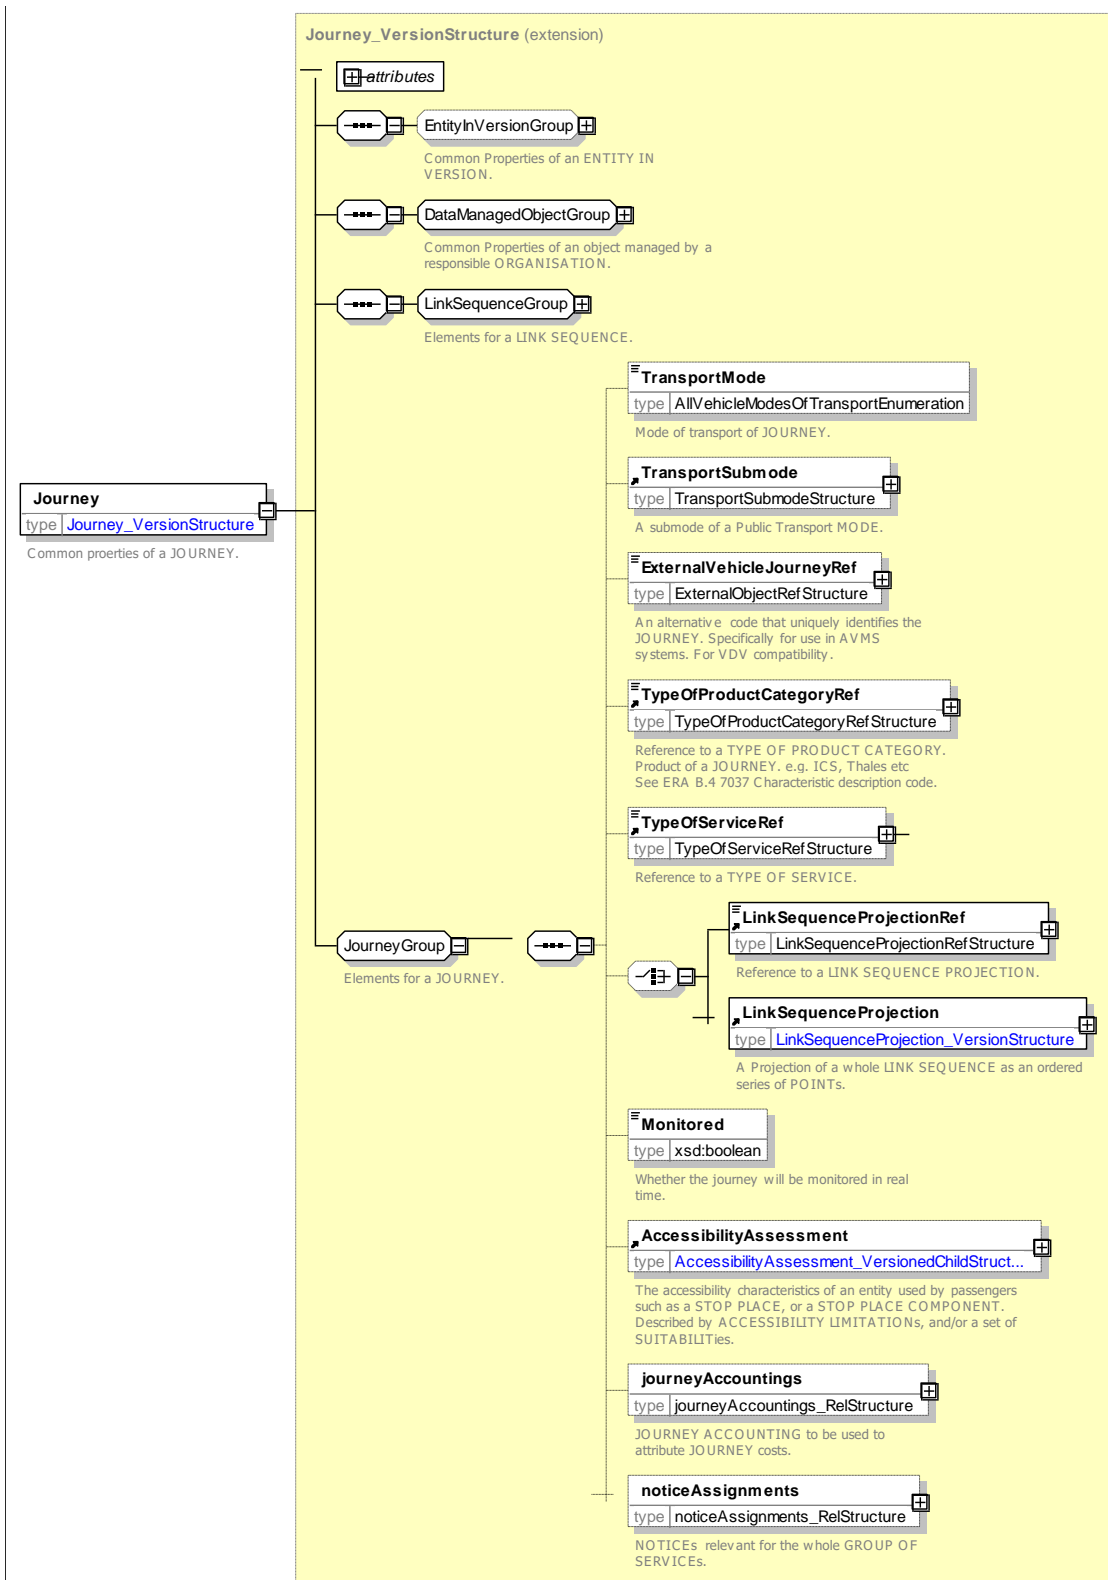 Journey_VersionStructure (extension)
attributes
EntityInVersionGroup
Common Properties of an ENTITY IN
VERSION.
DataManagedObjectGroup
Common Properties of an object managed by a
responsible ORGANISATION.
LinkSequenceGroup
Elements for a LINK SEQUENCE.
TransportMode
type AllVehicleModesOfTransportEnumeration
Mode of transport of JOURNEY.
TransportSubmode
type TransportSubmodeStructure
A submode of a Public Transport MODE.
Journey
type Journey_VersionStructure
Common proerties of a JOURNEY.
ExternalVehicleJourneyRef
type ExternalObjectRefStructure
An alternative code that uniquely identifies the
JOURNEY. Specifically for use in AVMS
systems. For VDV compatibility.
TypeOfProductCategoryRef
type TypeOfProductCategoryRefStructure
Reference to a TYPE OF PRODUCT CATEGORY.
Product of a JOURNEY. e.g. ICS, Thales etc
See ERA B.4 7037 Characteristic description code.
TypeOfServiceRef
type TypeOfServiceRefStructure
Reference to a TYPE OF SERVICE.
JourneyGroup
Elements for a JOURNEY.
LinkSequenceProjectionRef
type LinkSequenceProjectionRefStructure
Reference to a LINK SEQUENCE PROJECTION.
LinkSequenceProjection
type LinkSequenceProjection_VersionStructure
A Projection of a whole LINK SEQUENCE as an ordered
series of POINTs.
Monitored
type xsd:boolean
Whether the journey will be monitored in real
time.
AccessibilityAssessment
type AccessibilityAssessment_VersionedChildStruct...
The accessibility characteristics of an entity used by passengers
such as a STOP PLACE, or a STOP PLACE COMPONENT.
Described by ACCESSIBILITY LIMITATIONs, and/or a set of
SUITABILITies.
journeyAccountings
type journeyAccountings_RelStructure
JOURNEY ACCOUNTING to be used to
attribute JOURNEY costs.
noticeAssignments
type noticeAssignments_RelStructure
NOTICEs relevant for the whole GROUP OF
SERVICEs.